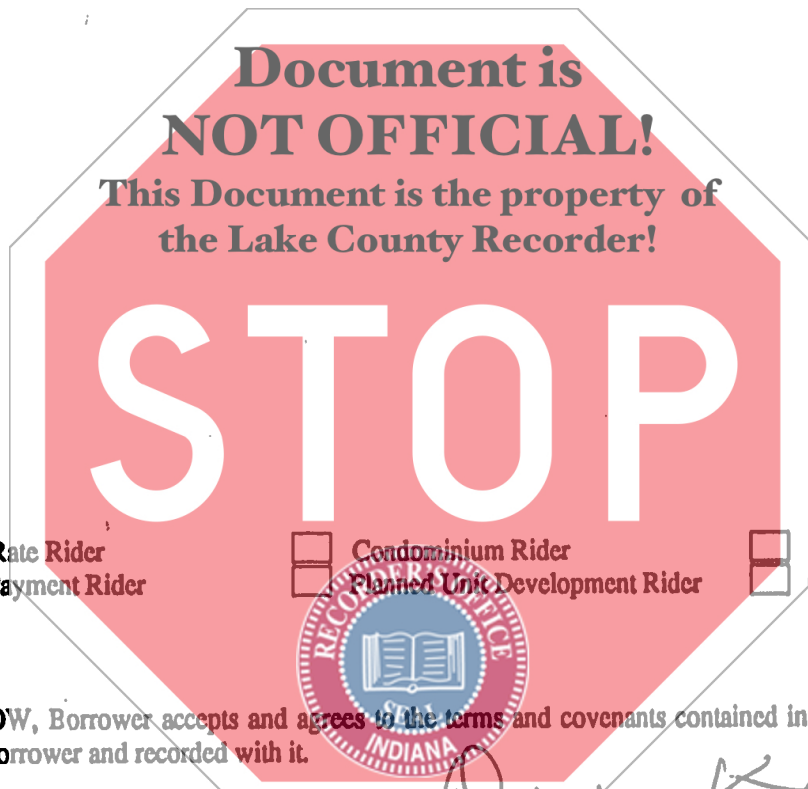 Document is
NOT OFFICIAL!
This Document is the property of
the Lake County Recorder!
STOP
Rate Rider Condominium Rider
ayment Rider Planned Unit Development Rider
RECORDER'S OFFICE
SEAL
INDIANA
OW, Borrower accepts and agrees to the terms and covenants contained in
orrower and recorded with it.